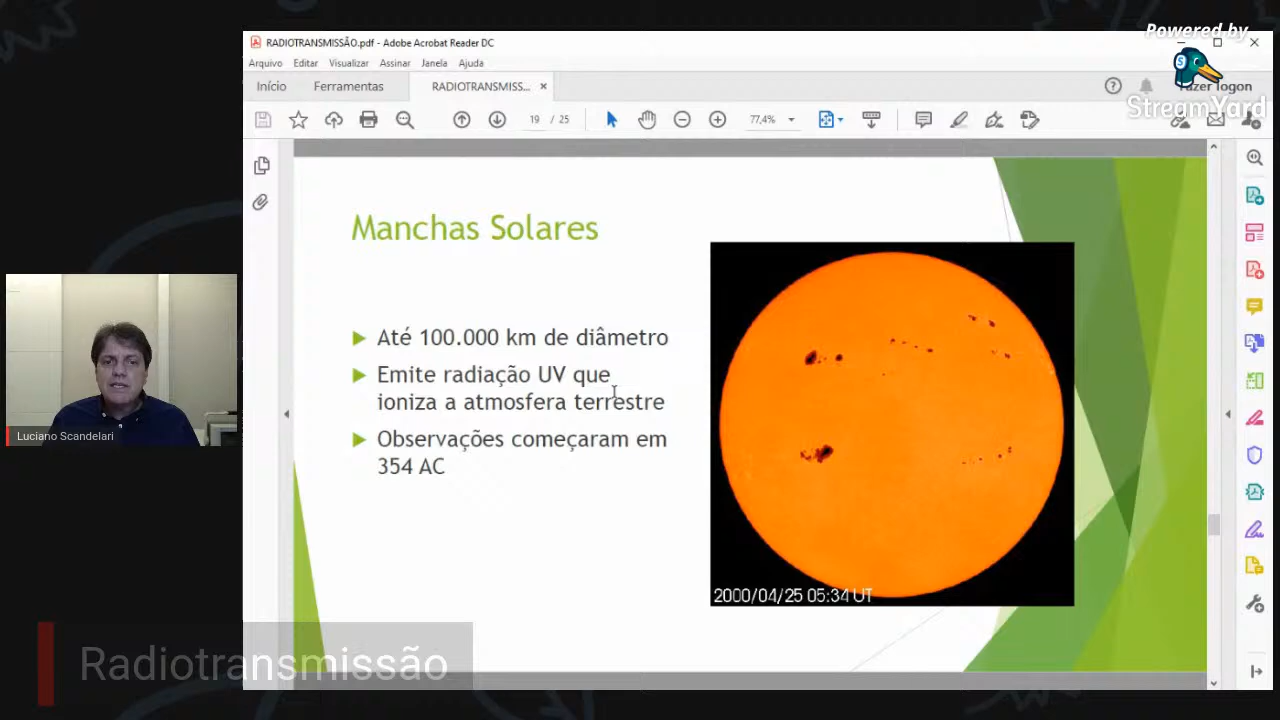 Powered by
StreamYard
RADIOTRANSMISSÃO.pdf - Adobe Acrobat Reader DC
Arquivo Editar Visualizar Assinar Janela Ajuda
Início Ferramentas RADIOTRANSMISS... × Fazer logon
19 / 25 77,4%
Manchas Solares
Até 100.000 km de diâmetro
Emite radiação UV que
ioniza a atmosfera terrestre
Observações começaram em
354 AC
2000/04/25 05:34 UT
Luciano Scandelari
Radiotransmissão